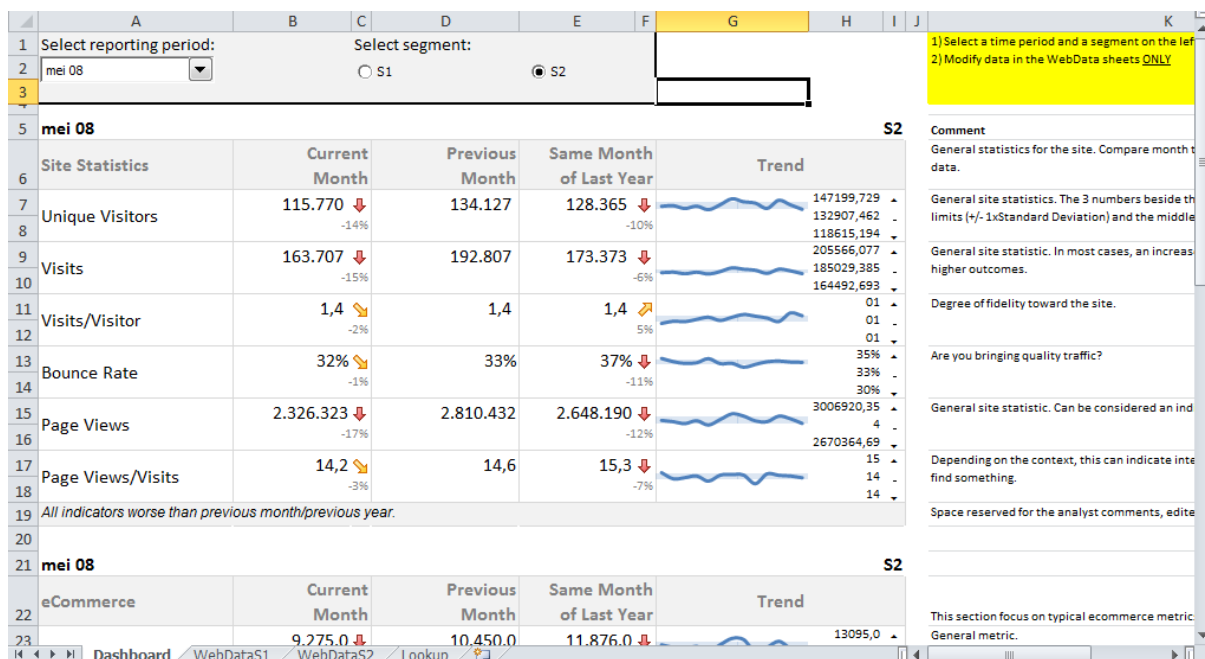 A B C D E F G H I J K
1 Select reporting period: Select segment: 1) Select a time period and a segment on the lef
2 mei 08 S1 S2 2) Modify data in the WebData sheets ONLY
3
5 mei 08 S2 Comment
Site Statistics Current Previous Same Month Trend General statistics for the site. Compare month t
6 Month Month of Last Year data.
7 Unique Visitors 115.770 134.127 128.365 147199,729 General site statistics. The 3 numbers beside th
132907,462 limits (+/- 1xStandard Deviation) and the middle
8 -14% -10% 118615,194
9 Visits 163.707 192.807 173.373 205566,077 General site statistic. In most cases, an increas
185029,385 higher outcomes.
10 -15% -6% 164492,693
11 Visits/Visitor 1,4 1,4 1,4 01 Degree of fidelity toward the site.
01
12 -2% 5% 01
13 Bounce Rate 32% 33% 37% 35% Are you bringing quality traffic?
33%
14 -1% -11% 30%
15 Page Views 2.326.323 2.810.432 2.648.190 3006920,35 General site statistic. Can be considered an ind
4
16 -17% -12% 2670364,69
17 Page Views/Visits 14,2 14,6 15,3 15 Depending on the context, this can indicate inte
14 find something.
18 -3% -7% 14
19 All indicators worse than previous month/previous year. Space reserved for the analyst comments, edite
20
21 mei 08 S2
eCommerce Current Previous Same Month Trend
22 Month Month of Last Year This section focus on typical ecommerce metric
23 9.275,0 10.450,0 11.876,0 13095,0 General metric.
Dashboard WebDataS1 WebDataS2 Lookup